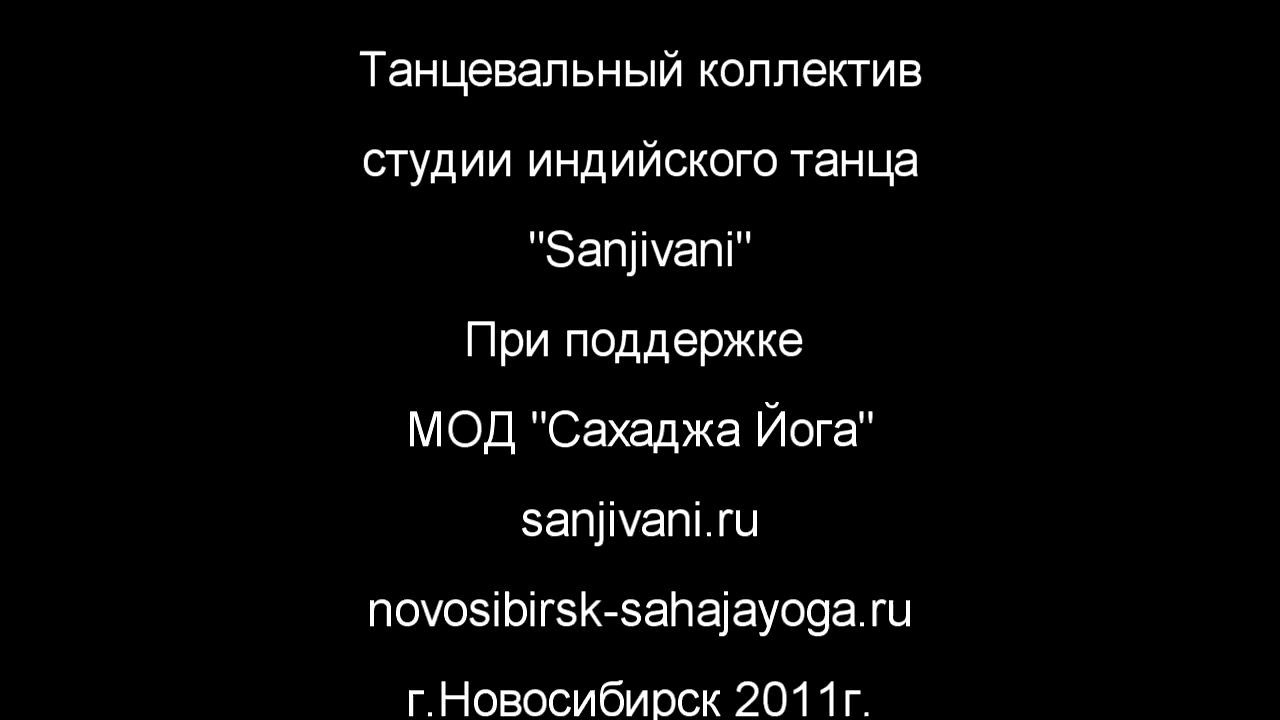 Танцевальный коллектив
студии индийского танца
"Sanjivani"
При поддержке
МОД "Сахаджа Йога"
sanjivani.ru
novosibirsk-sahajayoga.ru
г.Новосибирск 2011г.